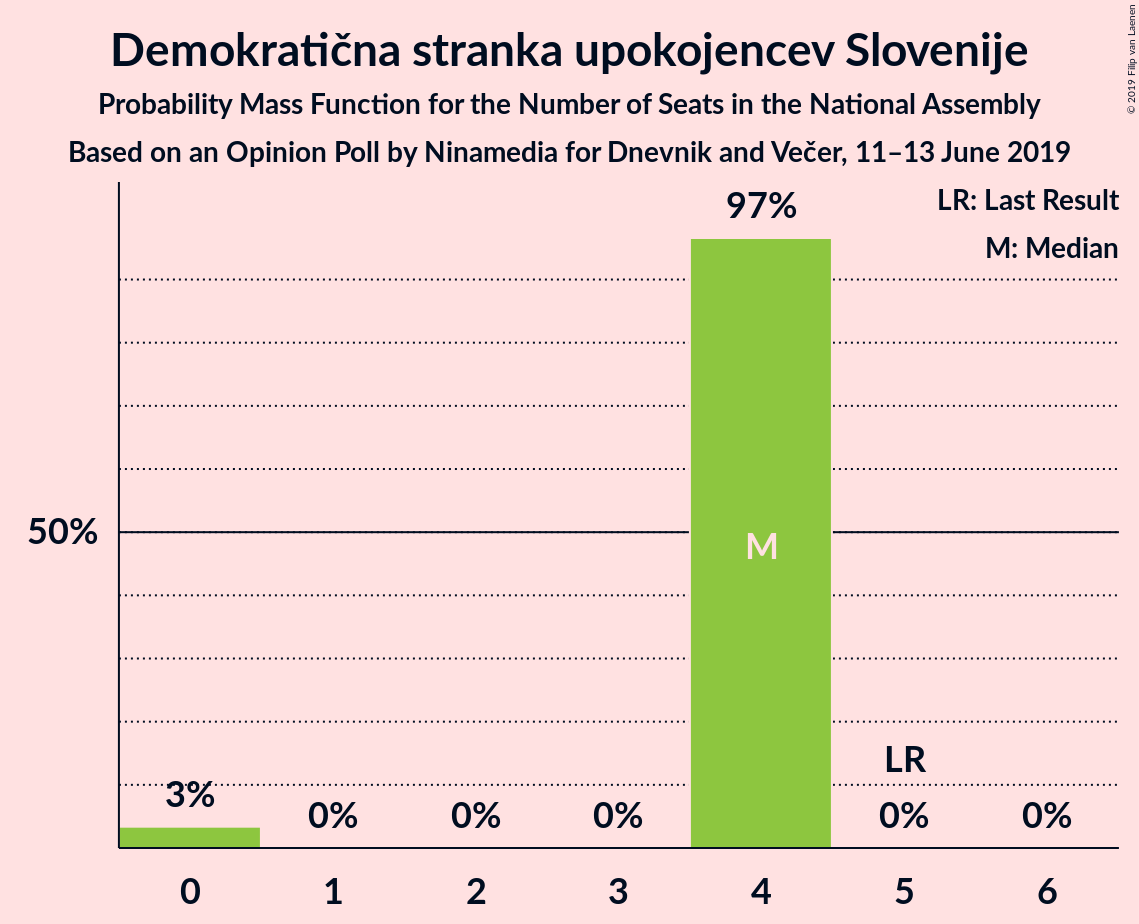 Demokratična stranka upokojencev Slovenije
Probability Mass Function for the Number of Seats in the National Assembly
Based on an Opinion Poll by Ninamedia for Dnevnik and Večer, 11–13 June 2019
© 2019 Filip van Laenen
LR: Last Result
M: Median
97%
50%
M
LR
3% 0% 0% 0% 0% 0%
0 1 2 3 4 5 6